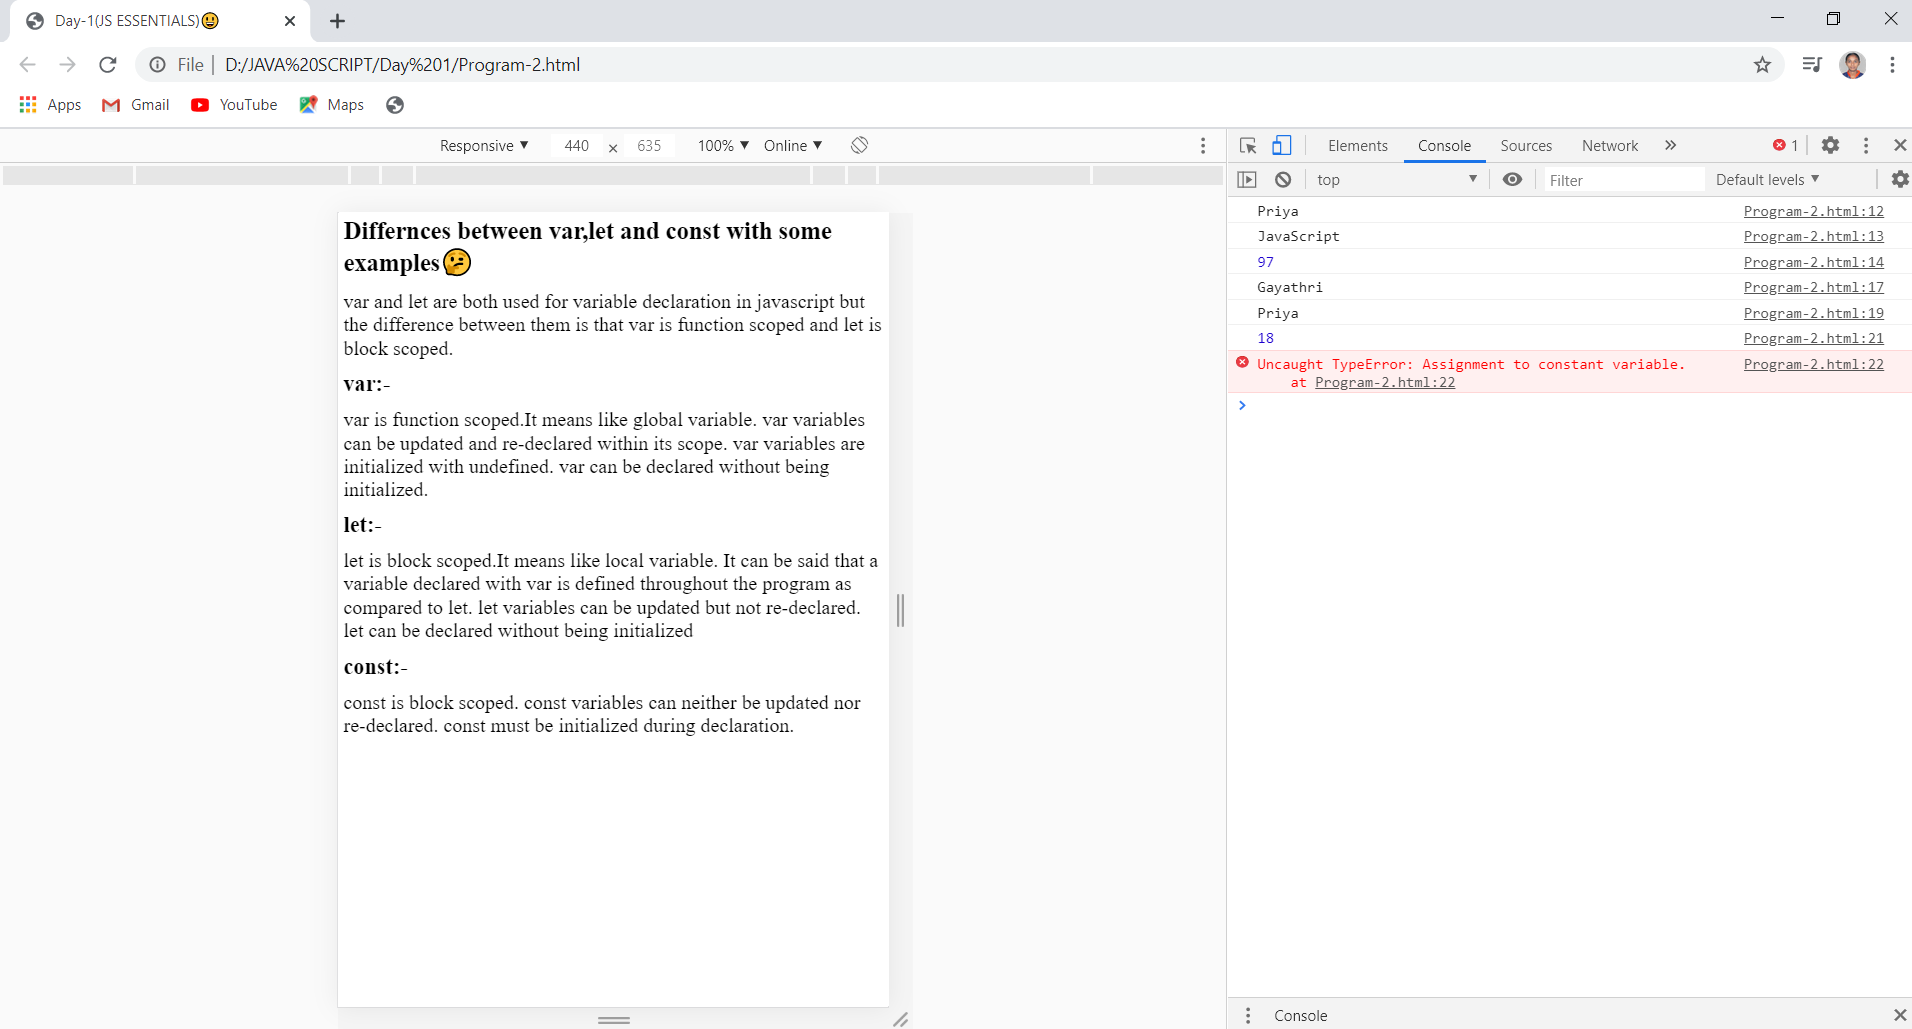 Day-1(JS ESSENTIALS)😃
File | D:/JAVA%20SCRIPT/Day%201/Program-2.html
Apps Gmail YouTube Maps
Responsive ▼ 440 × 635 100% ▼ Online ▼
Elements Console Sources Network » 1
top ▼ Filter Default levels ▼
Differnces between var,let and const with some
examples🤔
var and let are both used for variable declaration in javascript but
the difference between them is that var is function scoped and let is
block scoped.
var:-
var is function scoped.It means like global variable. var variables
can be updated and re-declared within its scope. var variables are
initialized with undefined. var can be declared without being
initialized.
let:-
let is block scoped.It means like local variable. It can be said that a
variable declared with var is defined throughout the program as
compared to let. let variables can be updated but not re-declared.
let can be declared without being initialized
const:-
const is block scoped. const variables can neither be updated nor
re-declared. const must be initialized during declaration.
Priya Program-2.html:12
JavaScript Program-2.html:13
97 Program-2.html:14
Gayathri Program-2.html:17
Priya Program-2.html:19
18 Program-2.html:21
Uncaught TypeError: Assignment to constant variable. Program-2.html:22
at Program-2.html:22
Console